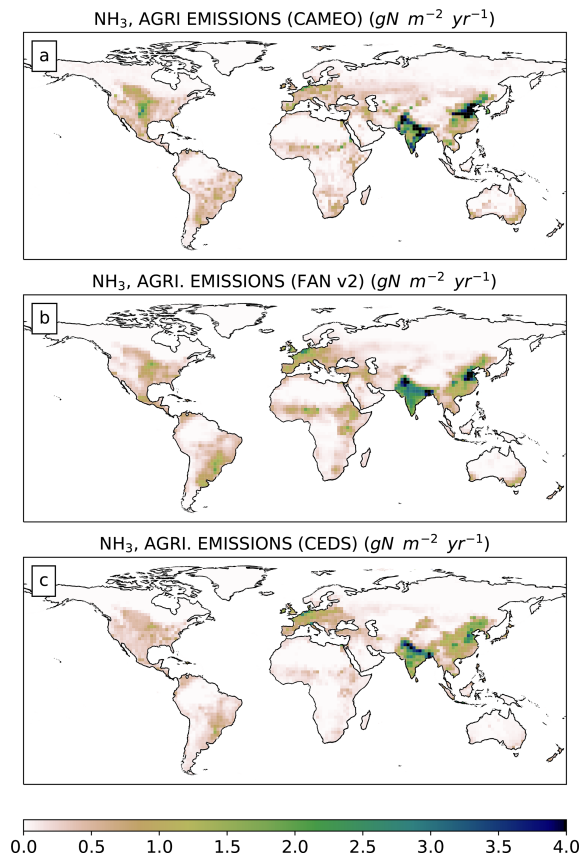 NH₃, AGRI EMISSIONS (CAMEO) (gN m⁻² yr⁻¹)
a
NH₃, AGRI. EMISSIONS (FAN v2) (gN m⁻² yr⁻¹)
b
NH₃, AGRI. EMISSIONS (CEDS) (gN m⁻² yr⁻¹)
c
0.0 0.5 1.0 1.5 2.0 2.5 3.0 3.5 4.0